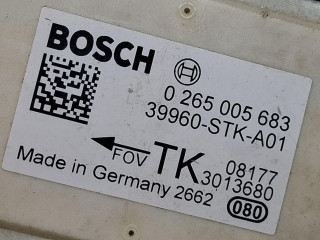 BOSCH
0 265 005 683
39960-STK-A01
FOV TK 08177
3013680
Made in Germany 2662 080